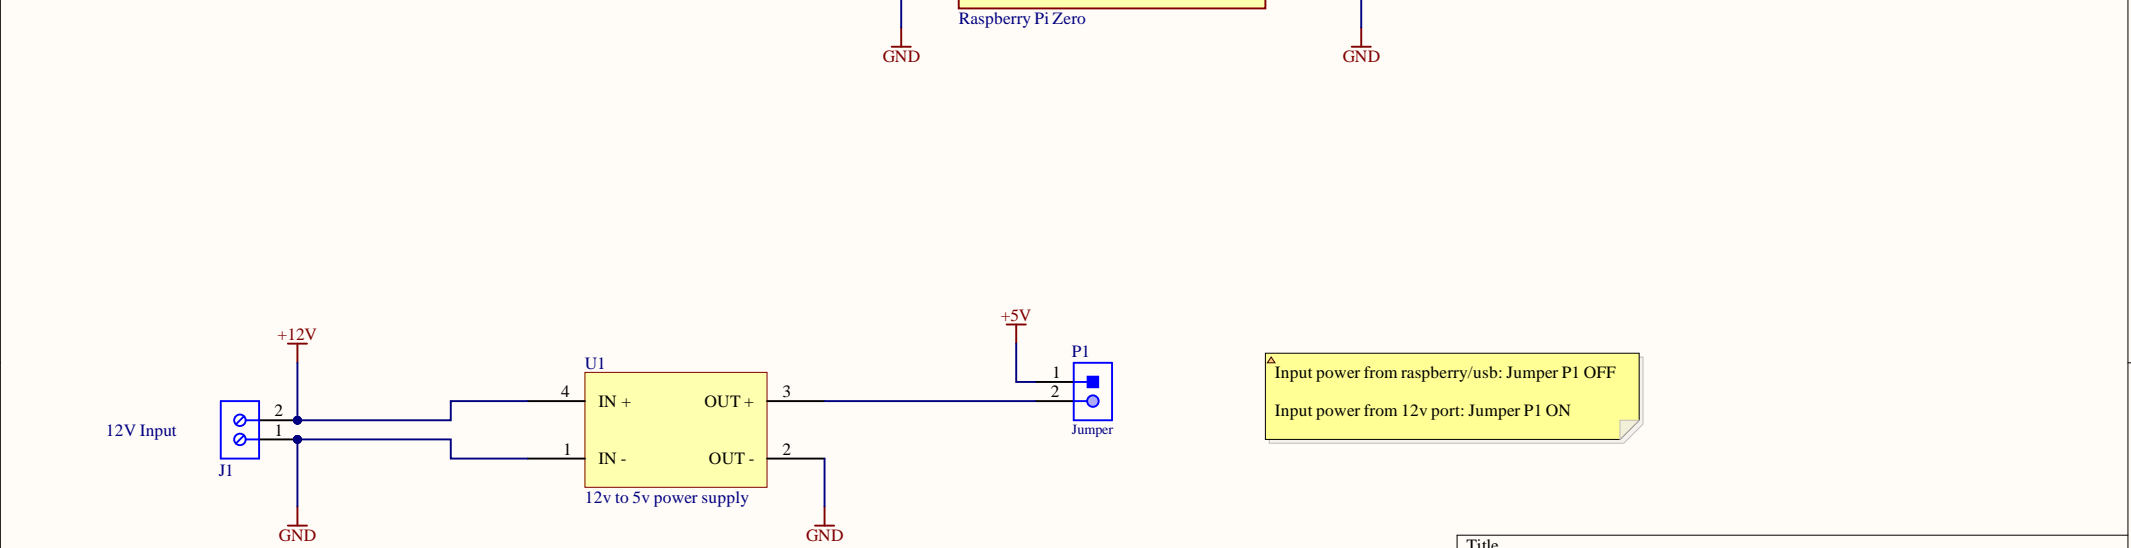 Raspberry Pi Zero
GND
GND
+12V
12V Input
2
1
J1
GND
U1
4
IN +
OUT +
3
1
IN -
OUT -
2
12v to 5v power supply
GND
+5V
P1
1
2
Jumper
Input power from raspberry/usb: Jumper P1 OFF
Input power from 12v port: Jumper P1 ON
Title